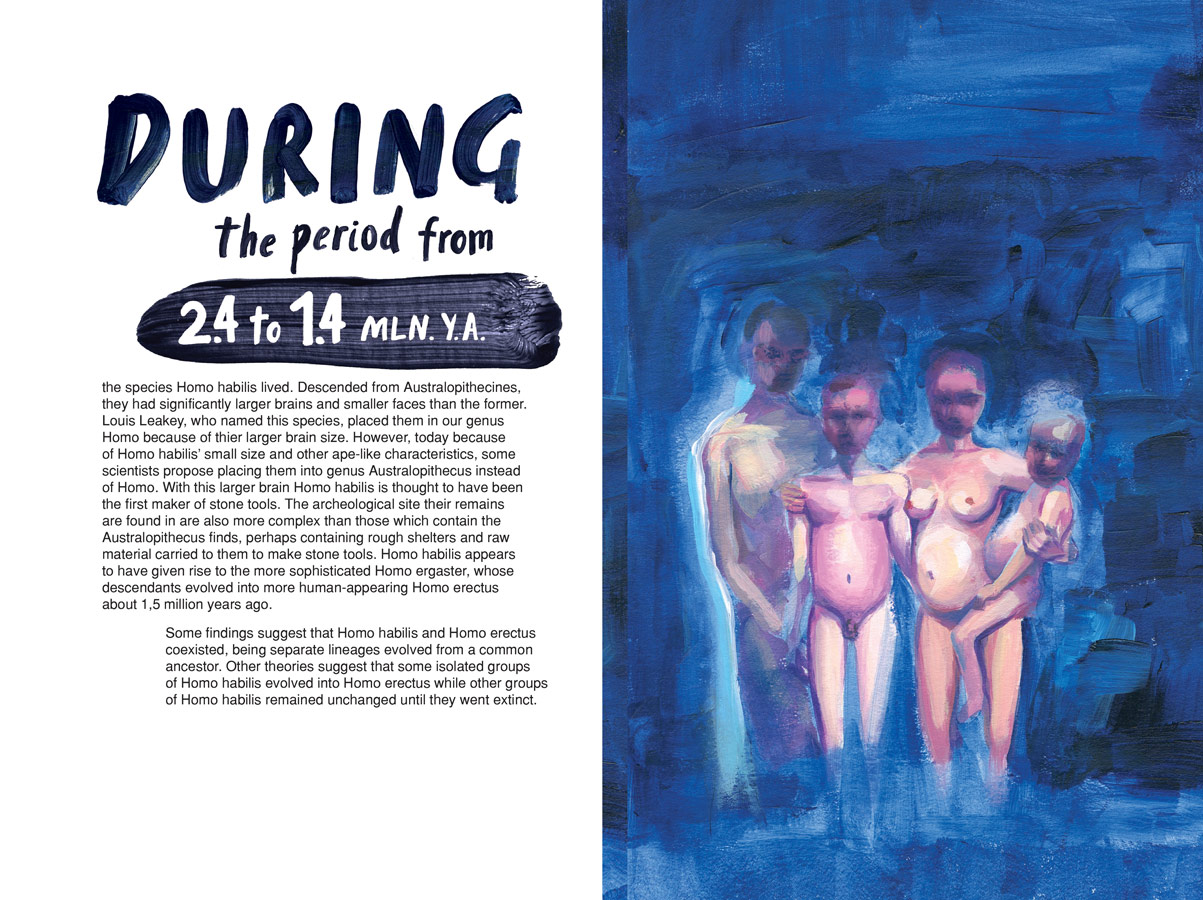 DURING
the period from
2.4 to 1.4 MLN. Y.A.
the species Homo habilis lived. Descended from Australopithecines,
they had significantly larger brains and smaller faces than the former.
Louis Leakey, who named this species, placed them in our genus
Homo because of thier larger brain size. However, today because
of Homo habilis’ small size and other ape-like characteristics, some
scientists propose placing them into genus Australopithecus instead
of Homo. With this larger brain Homo habilis is thought to have been
the first maker of stone tools. The archeological site their remains
are found in are also more complex than those which contain the
Australopithecus finds, perhaps containing rough shelters and raw
material carried to them to make stone tools. Homo habilis appears
to have given rise to the more sophisticated Homo ergaster, whose
descendants evolved into more human-appearing Homo erectus
about 1,5 million years ago.
Some findings suggest that Homo habilis and Homo erectus
coexisted, being separate lineages evolved from a common
ancestor. Other theories suggest that some isolated groups
of Homo habilis evolved into Homo erectus while other groups
of Homo habilis remained unchanged until they went extinct.